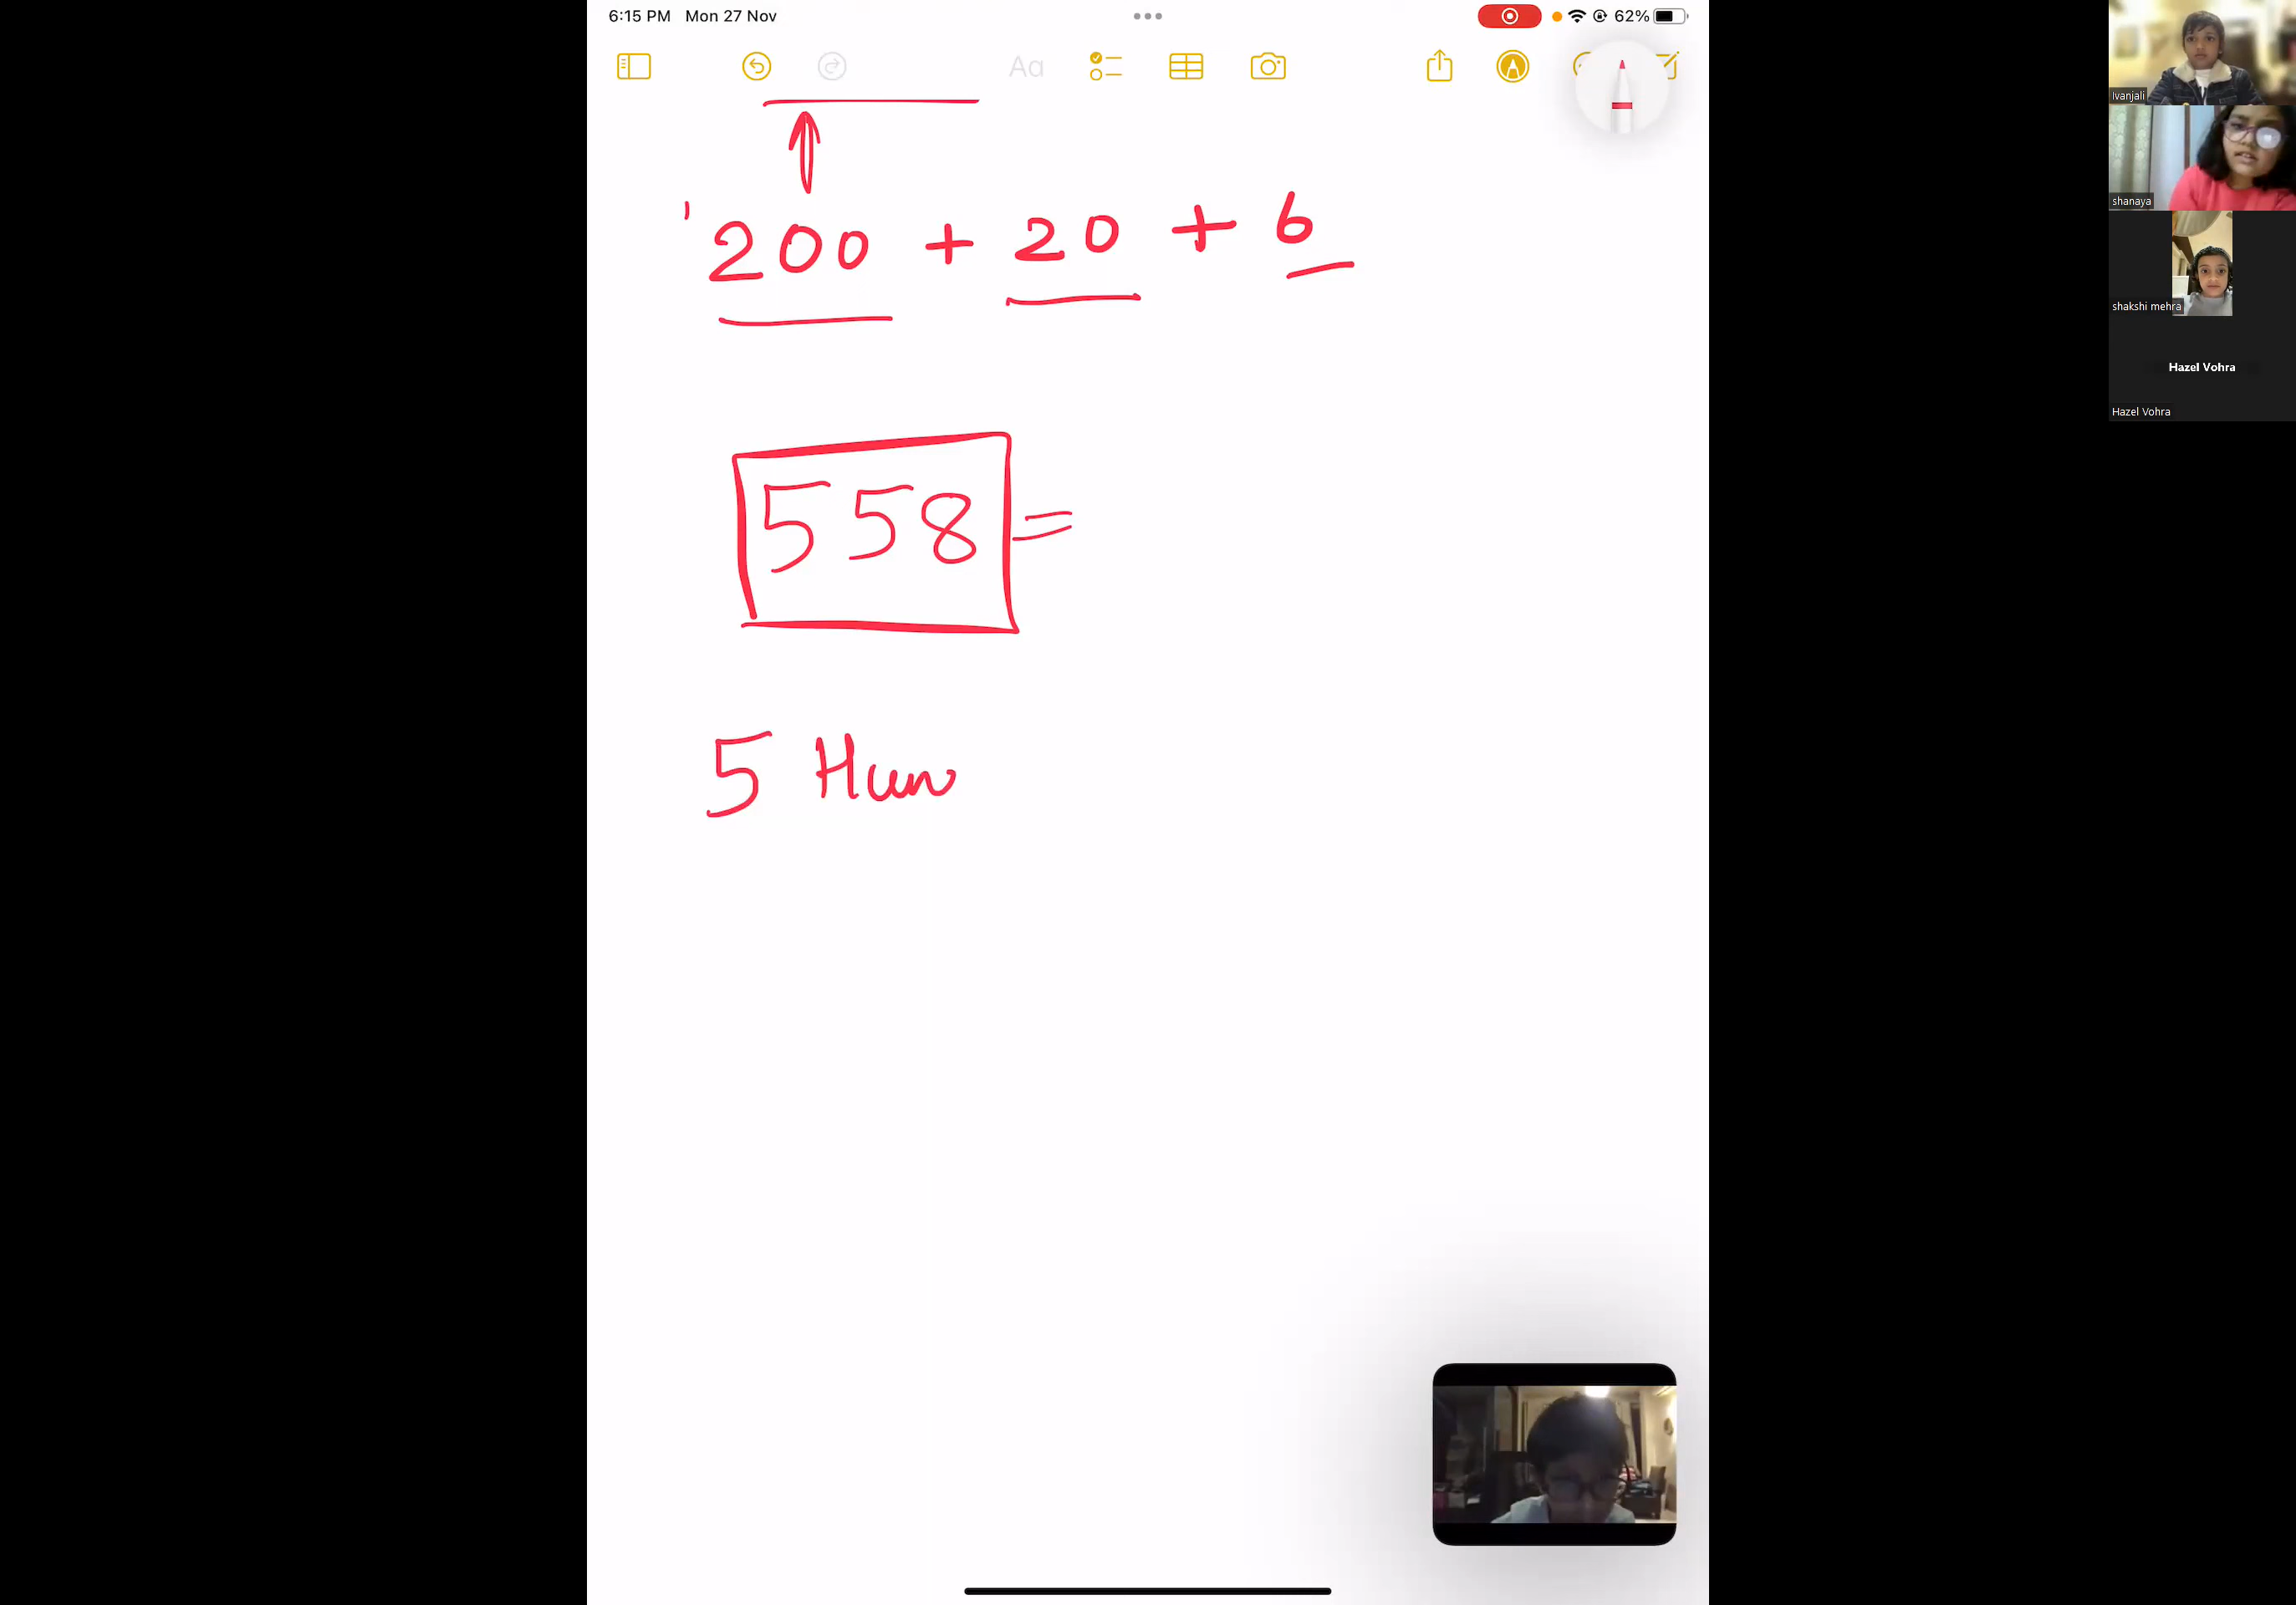 6:15 PM Mon 27 Nov
62%
Aa
200 + 20 + 6
558 =
5 Hun
Ivanjali
shanaya
shakshi mehra
Hazel Vohra
Hazel Vohra